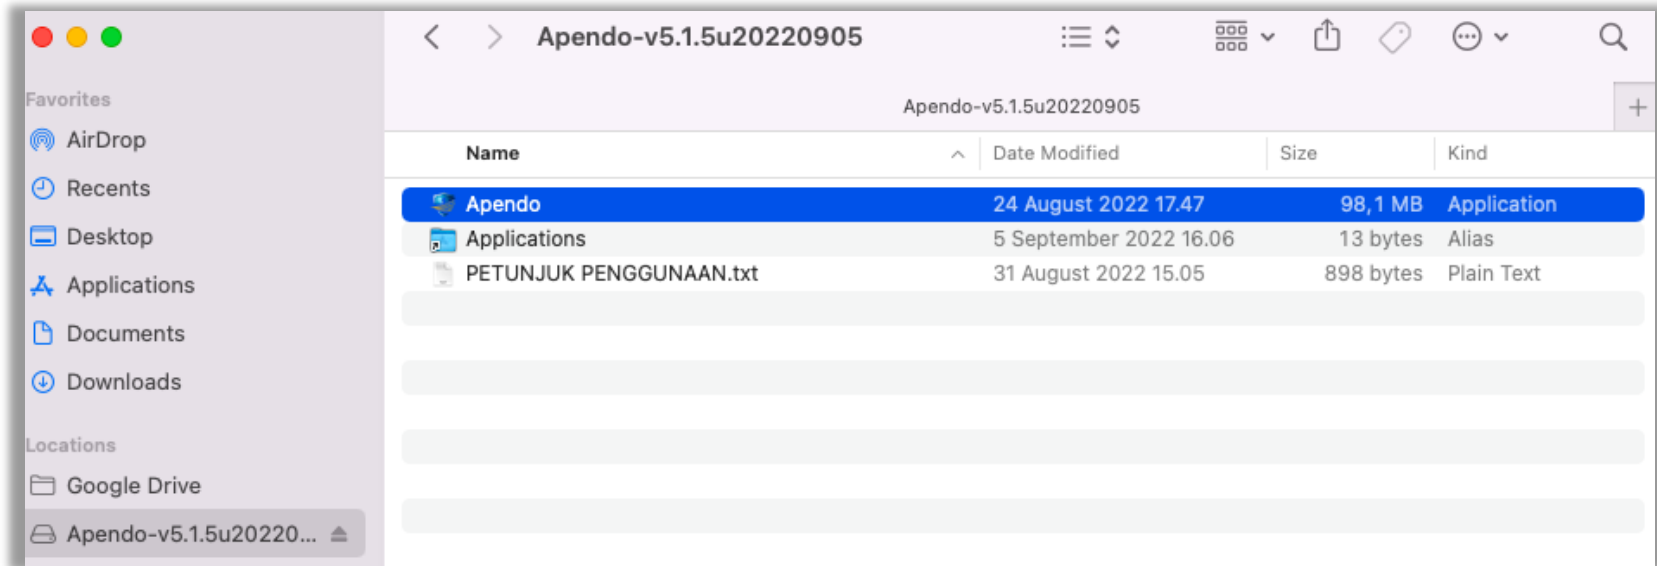 Apendo-v5.1.5u20220905
Favorites
AirDrop
Recents
Desktop
Applications
Documents
Downloads
Locations
Google Drive
Apendo-v5.1.5u20220...
Apendo-v5.1.5u20220905
Name Date Modified Size Kind
Apendo 24 August 2022 17.47 98,1 MB Application
Applications 5 September 2022 16.06 13 bytes Alias
PETUNJUK PENGGUNAAN.txt 31 August 2022 15.05 898 bytes Plain Text